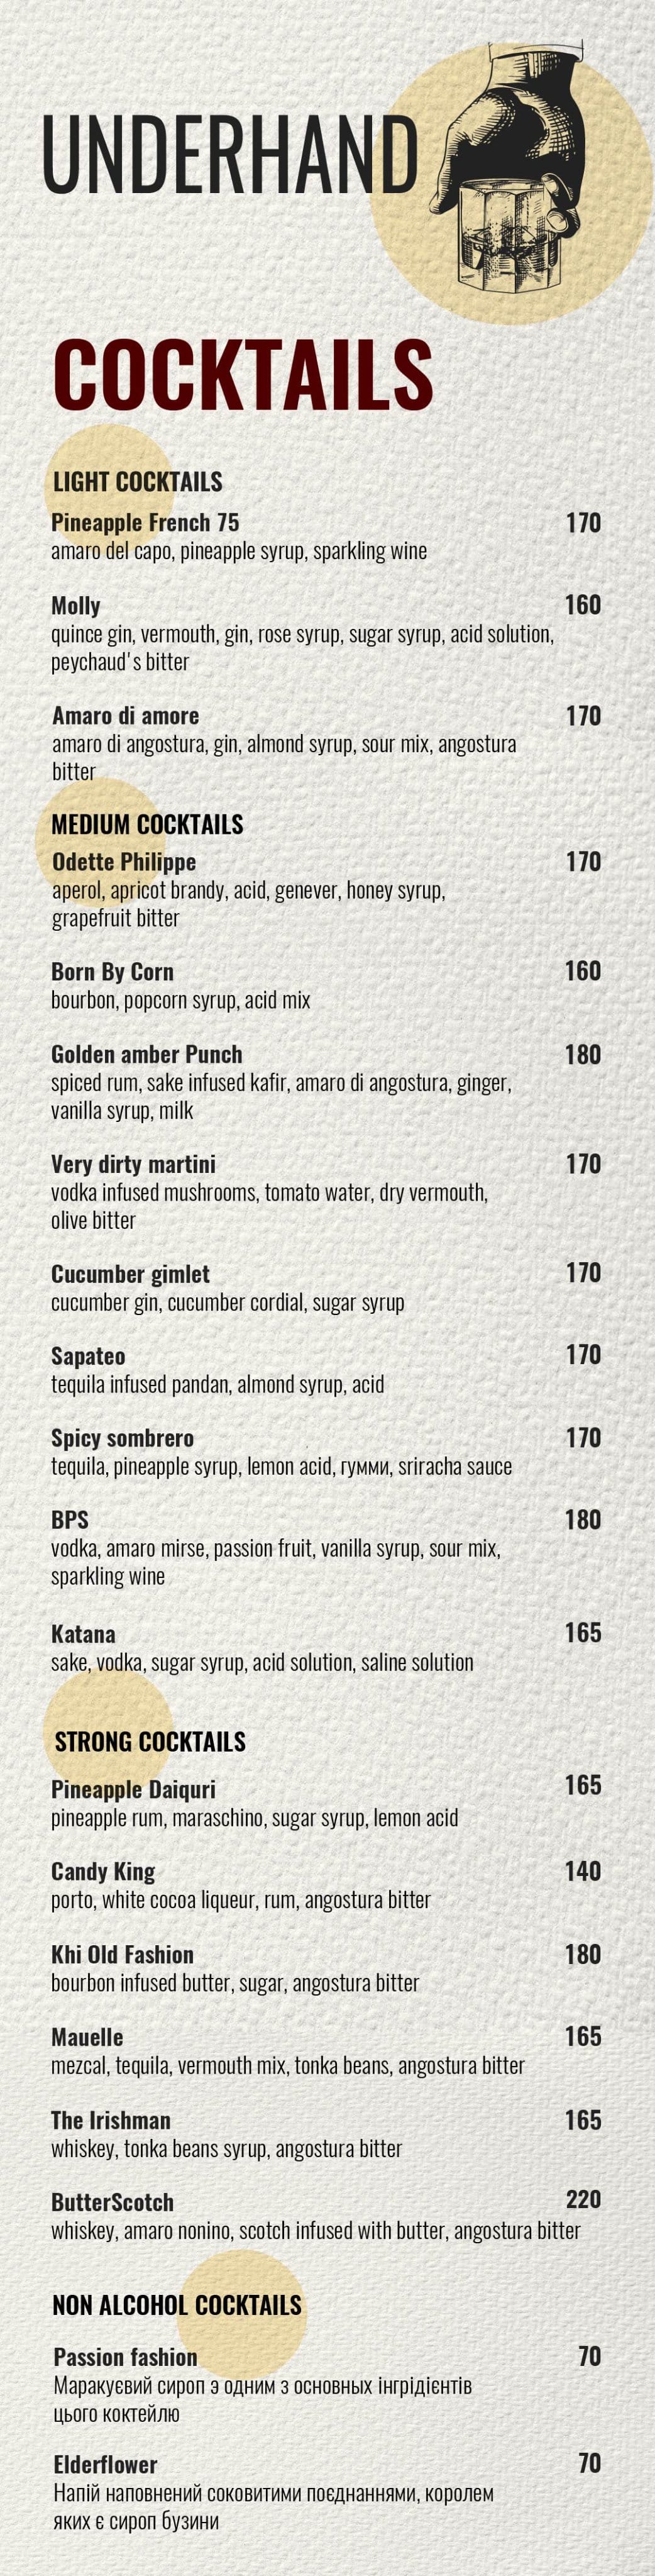 UNDERHAND
COCKTAILS
LIGHT COCKTAILS
Pineapple French 75 170
amaro del capo, pineapple syrup, sparkling wine
Molly 160
quince gin, vermouth, gin, rose syrup, sugar syrup, acid solution,
peychaud's bitter
Amaro di amore 170
amaro di angostura, gin, almond syrup, sour mix, angostura
bitter
MEDIUM COCKTAILS
Odette Philippe 170
aperol, apricot brandy, acid, genever, honey syrup,
grapefruit bitter
Born By Corn 160
bourbon, popcorn syrup, acid mix
Golden amber Punch 180
spiced rum, sake infused kafir, amaro di angostura, ginger,
vanilla syrup, milk
Very dirty martini 170
vodka infused mushrooms, tomato water, dry vermouth,
olive bitter
Cucumber gimlet 170
cucumber gin, cucumber cordial, sugar syrup
Sapateo 170
tequila infused pandan, almond syrup, acid
Spicy sombrero 170
tequila, pineapple syrup, lemon acid, гумми, sriracha sauce
BPS 180
vodka, amaro mirse, passion fruit, vanilla syrup, sour mix,
sparkling wine
Katana 165
sake, vodka, sugar syrup, acid solution, saline solution
STRONG COCKTAILS
Pineapple Daiquri 165
pineapple rum, maraschino, sugar syrup, lemon acid
Candy King 140
porto, white cocoa liqueur, rum, angostura bitter
Khi Old Fashion 180
bourbon infused butter, sugar, angostura bitter
Mauelle 165
mezcal, tequila, vermouth mix, tonka beans, angostura bitter
The Irishman 165
whiskey, tonka beans syrup, angostura bitter
ButterScotch 220
whiskey, amaro nonino, scotch infused with butter, angostura bitter
NON ALCOHOL COCKTAILS
Passion fashion 70
Маракуєвий сироп э одним з основных інгрідієнтів
цього коктейлю
Elderflower 70
Напій наповнений соковитими поєднаннями, королем
яких є сироп бузини